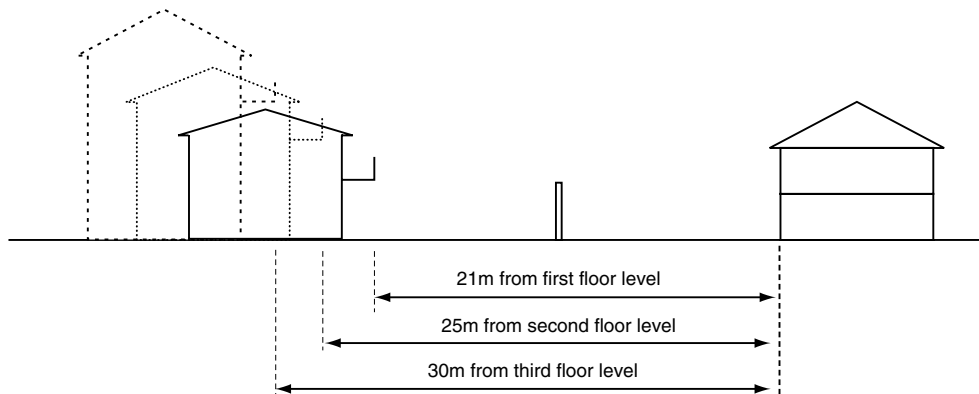 21m from first floor level
25m from second floor level
30m from third floor level